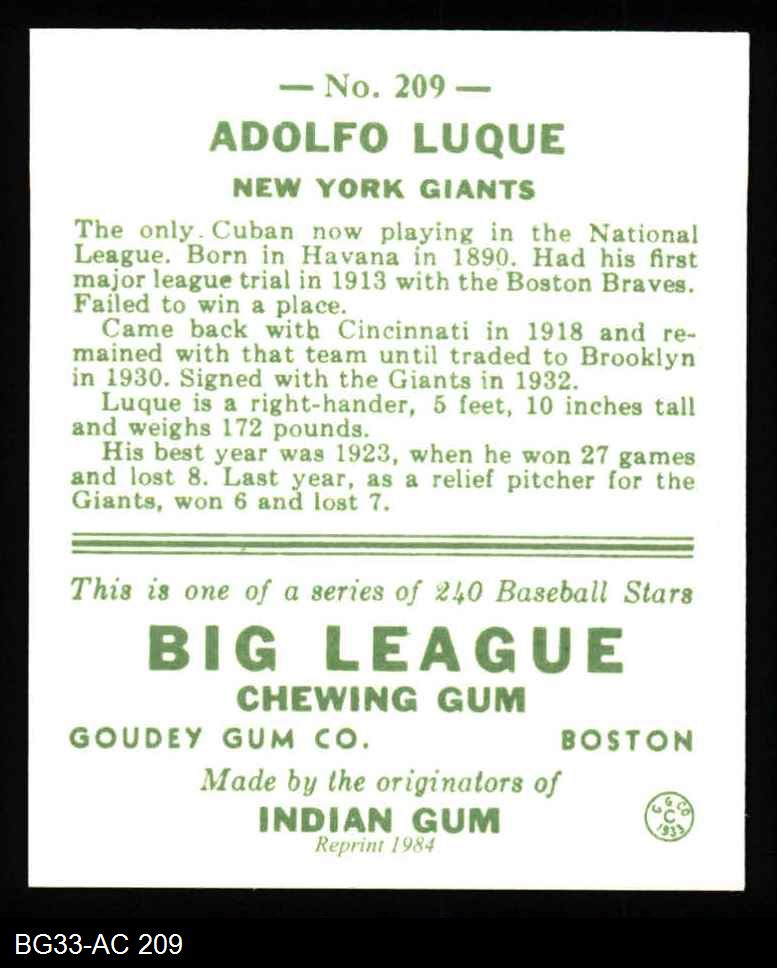 — No. 209 —
ADOLFO LUQUE
NEW YORK GIANTS
The only. Cuban now playing in the National
League. Born in Havana in 1890. Had his first
major league trial in 1913 with the Boston Braves.
Failed to win a place.
Came back with Cincinnati in 1918 and re-
mained with that team until traded to Brooklyn
in 1930. Signed with the Giants in 1932.
Luque is a right-hander, 5 feet, 10 inches tall
and weighs 172 pounds.
His best year was 1923, when he won 27 games
and lost 8. Last year, as a relief pitcher for the
Giants, won 6 and lost 7.
This is one of a series of 240 Baseball Stars
BIG LEAGUE
CHEWING GUM
GOUDEY GUM CO. BOSTON
Made by the originators of
INDIAN GUM
Reprint 1984
G G CO
C
1933
BG33-AC 209